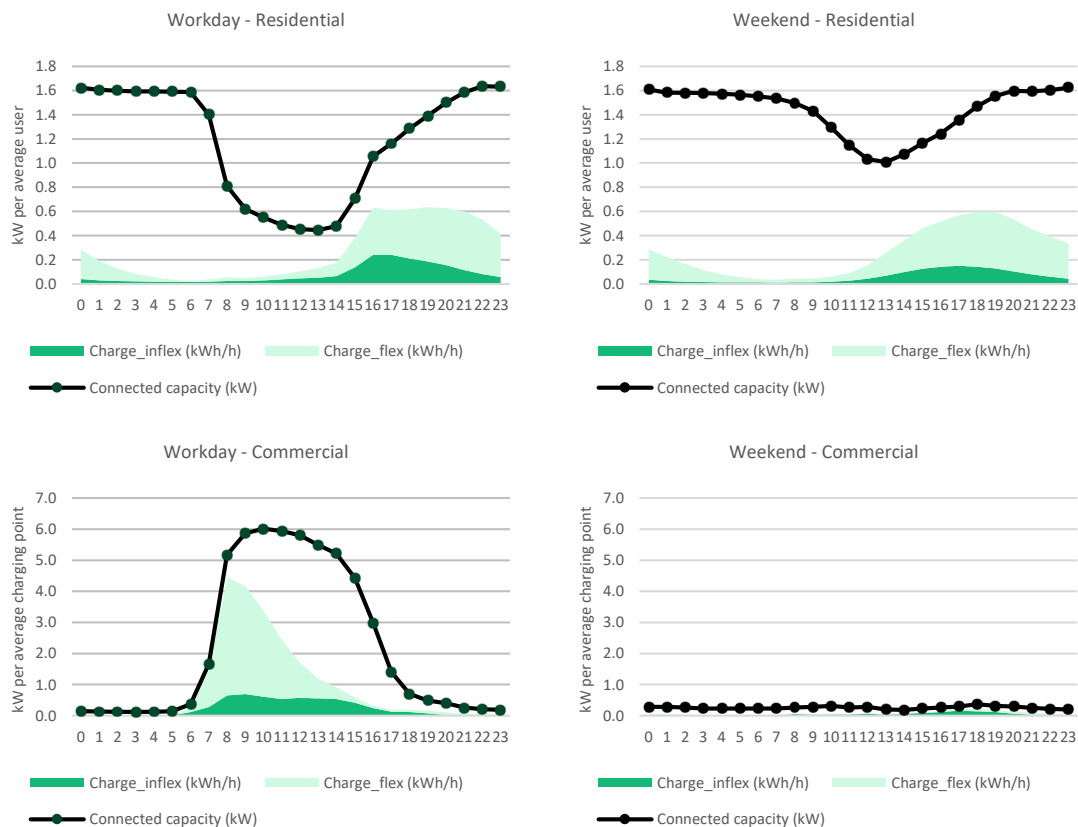 Workday - Residential
kW per average user
1.8
1.6
1.4
1.2
1.0
0.8
0.6
0.4
0.2
0.0
0 1 2 3 4 5 6 7 8 9 10 11 12 13 14 15 16 17 18 19 20 21 22 23
Charge_inflex (kWh/h) Charge_flex (kWh/h)
Connected capacity (kW)
Weekend - Residential
kW per average user
1.8
1.6
1.4
1.2
1.0
0.8
0.6
0.4
0.2
0.0
0 1 2 3 4 5 6 7 8 9 10 11 12 13 14 15 16 17 18 19 20 21 22 23
Charge_inflex (kWh/h) Charge_flex (kWh/h)
Connected capacity (kW)
Workday - Commercial
kW per average charging point
7.0
6.0
5.0
4.0
3.0
2.0
1.0
0.0
0 1 2 3 4 5 6 7 8 9 10 11 12 13 14 15 16 17 18 19 20 21 22 23
Charge_inflex (kWh/h) Charge_flex (kWh/h)
Connected capacity (kW)
Weekend - Commercial
kW per average charging point
7.0
6.0
5.0
4.0
3.0
2.0
1.0
0.0
0 1 2 3 4 5 6 7 8 9 10 11 12 13 14 15 16 17 18 19 20 21 22 23
Charge_inflex (kWh/h) Charge_flex (kWh/h)
Connected capacity (kW)